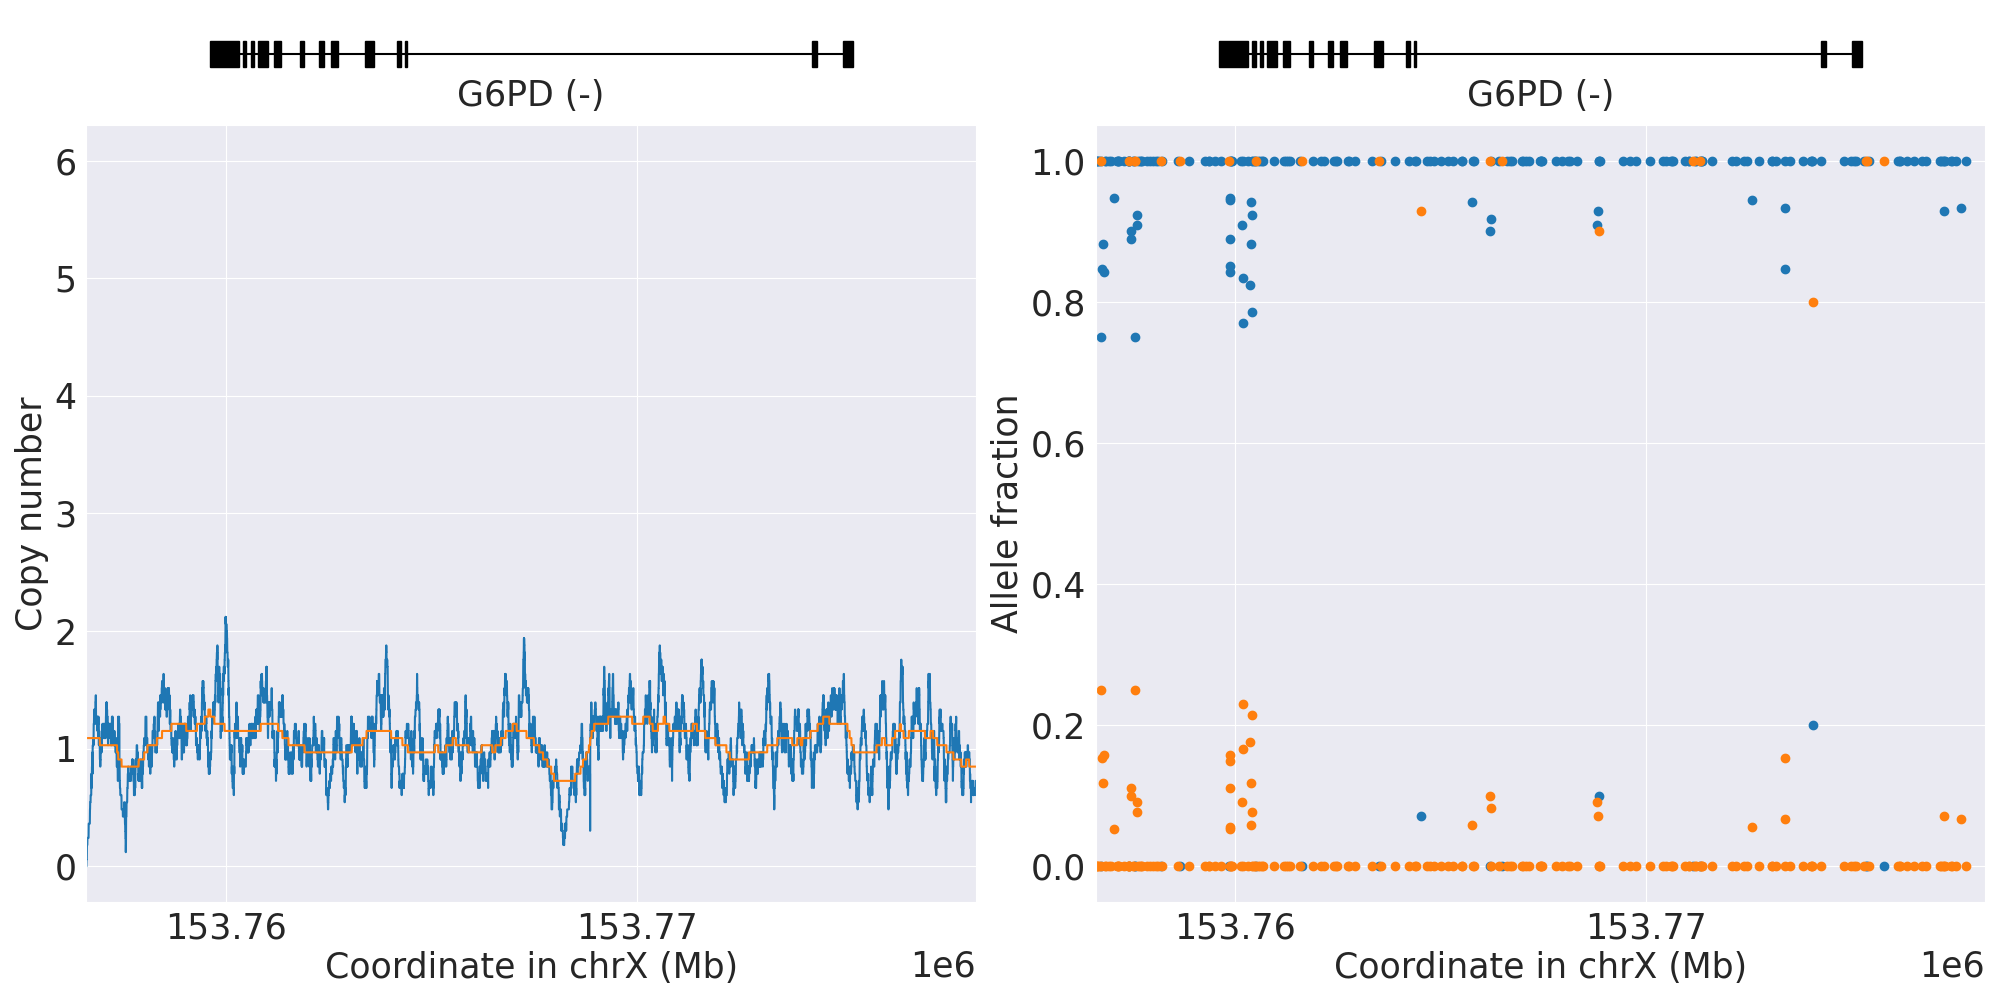 G6PD (-)
6
5
4
3
2
1
0
Copy number
153.76
153.77
Coordinate in chrX (Mb)
1e6
G6PD (-)
1.0
0.8
0.6
0.4
0.2
0.0
Allele fraction
153.76
153.77
Coordinate in chrX (Mb)
1e6